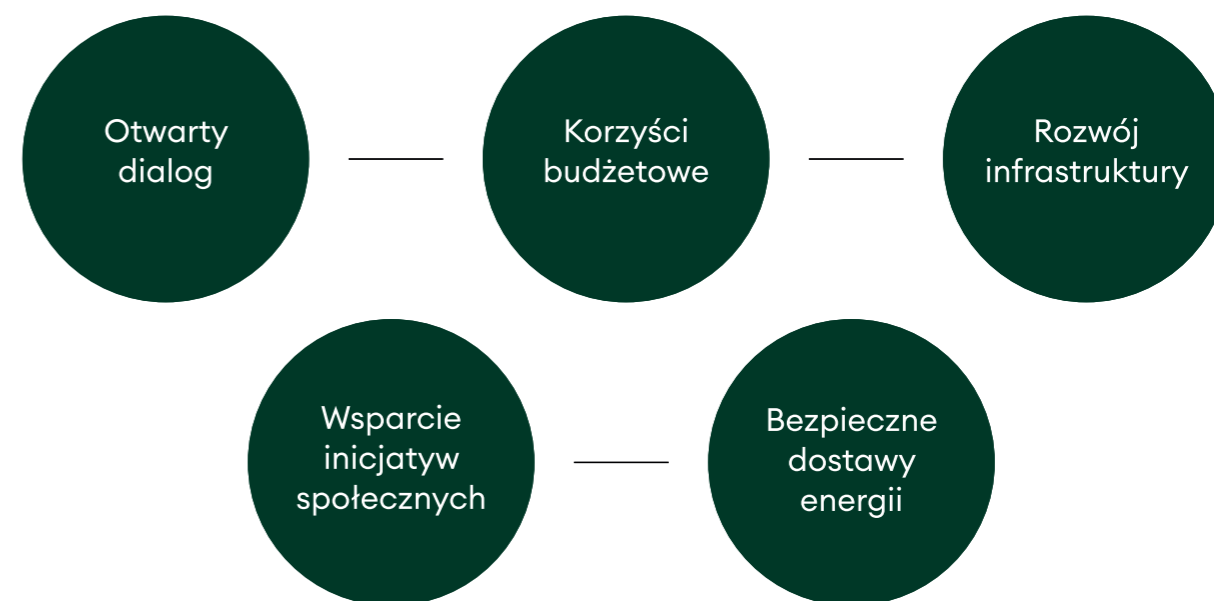 Otwarty
dialog
Korzyści
budżetowe
Rozwój
infrastruktury
Wsparcie
inicjatyw
społecznych
Bezpieczne
dostawy
energii